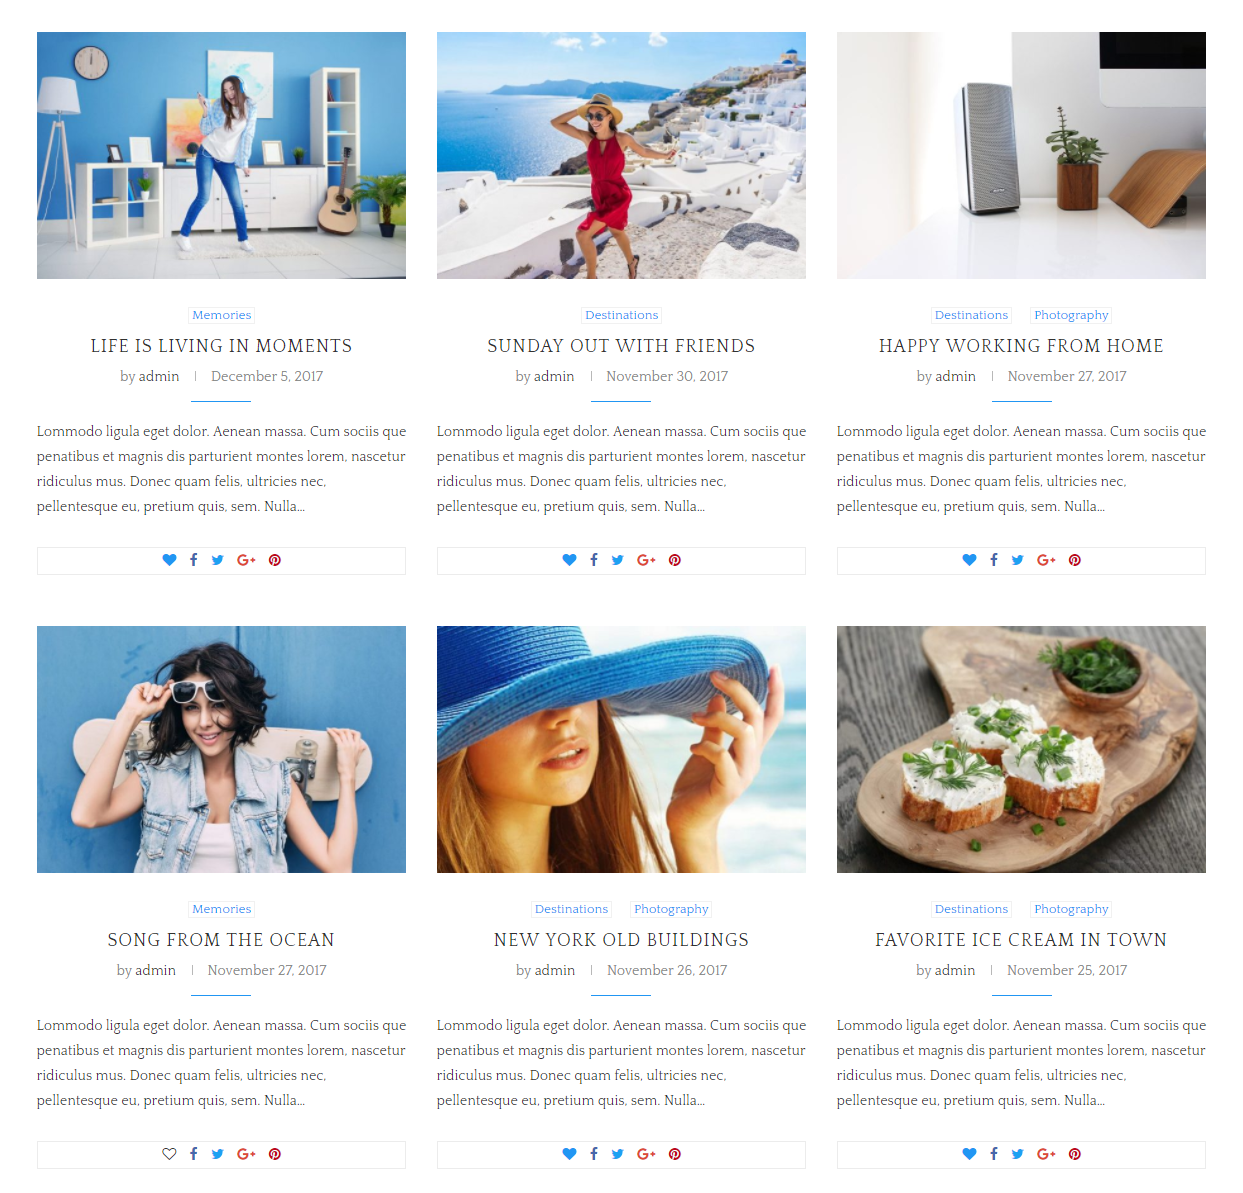 Memories
LIFE IS LIVING IN MOMENTS
by admin | December 5, 2017
Lommodo ligula eget dolor. Aenean massa. Cum sociis que
penatibus et magnis dis parturient montes lorem, nascetur
ridiculus mus. Donec quam felis, ultricies nec,
pellentesque eu, pretium quis, sem. Nulla...
Destinations
SUNDAY OUT WITH FRIENDS
by admin | November 30, 2017
Lommodo ligula eget dolor. Aenean massa. Cum sociis que
penatibus et magnis dis parturient montes lorem, nascetur
ridiculus mus. Donec quam felis, ultricies nec,
pellentesque eu, pretium quis, sem. Nulla...
Destinations Photography
HAPPY WORKING FROM HOME
by admin | November 27, 2017
Lommodo ligula eget dolor. Aenean massa. Cum sociis que
penatibus et magnis dis parturient montes lorem, nascetur
ridiculus mus. Donec quam felis, ultricies nec,
pellentesque eu, pretium quis, sem. Nulla...
Memories
SONG FROM THE OCEAN
by admin | November 27, 2017
Lommodo ligula eget dolor. Aenean massa. Cum sociis que
penatibus et magnis dis parturient montes lorem, nascetur
ridiculus mus. Donec quam felis, ultricies nec,
pellentesque eu, pretium quis, sem. Nulla...
Destinations Photography
NEW YORK OLD BUILDINGS
by admin | November 26, 2017
Lommodo ligula eget dolor. Aenean massa. Cum sociis que
penatibus et magnis dis parturient montes lorem, nascetur
ridiculus mus. Donec quam felis, ultricies nec,
pellentesque eu, pretium quis, sem. Nulla...
Destinations Photography
FAVORITE ICE CREAM IN TOWN
by admin | November 25, 2017
Lommodo ligula eget dolor. Aenean massa. Cum sociis que
penatibus et magnis dis parturient montes lorem, nascetur
ridiculus mus. Donec quam felis, ultricies nec,
pellentesque eu, pretium quis, sem. Nulla...